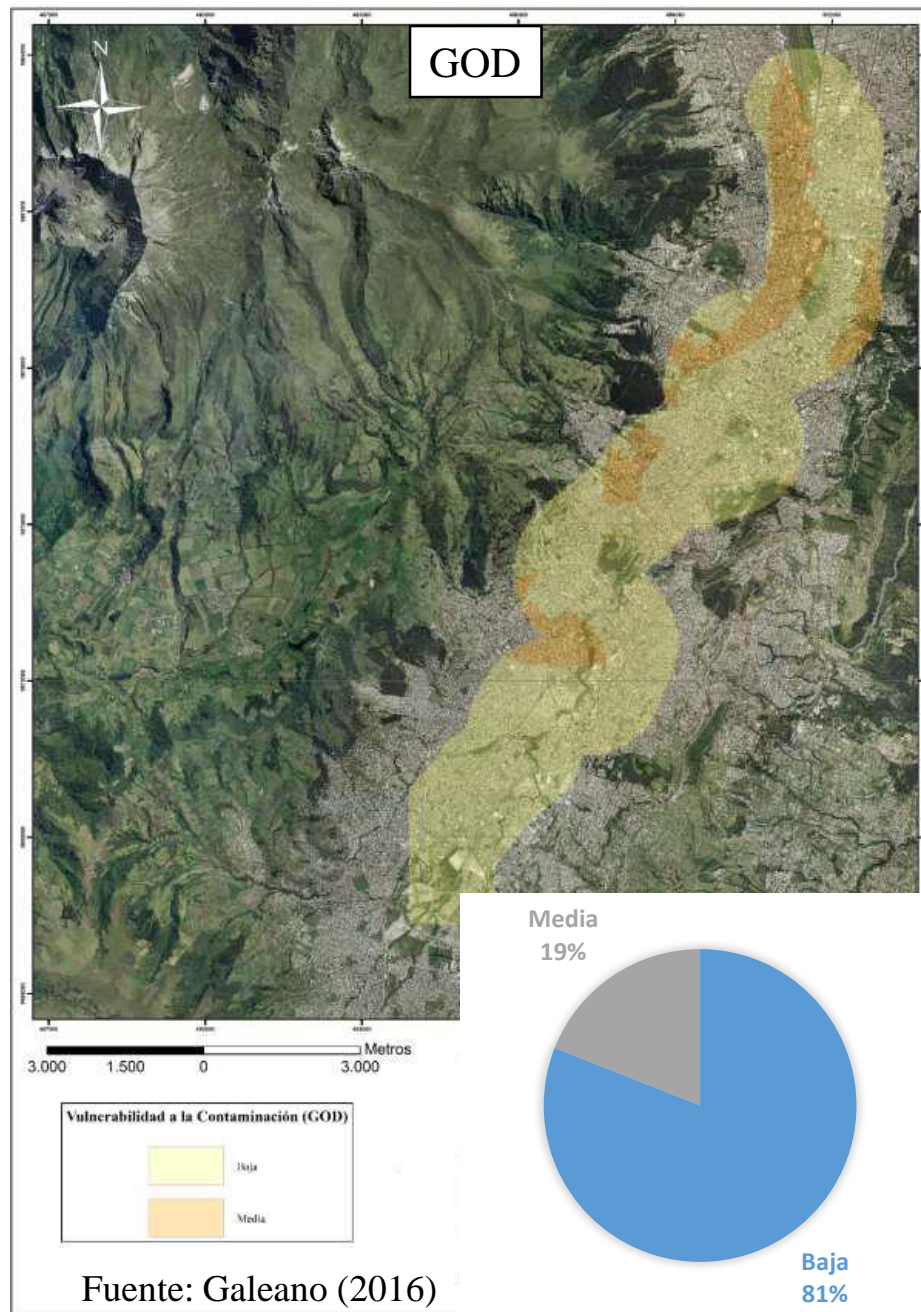 GOD
N
Metros
3.000 1.500 0 3.000
Vulnerabilidad a la Contaminación (GOD)
Baja
Media
Fuente: Galeano (2016)
Media
19%
Baja
81%